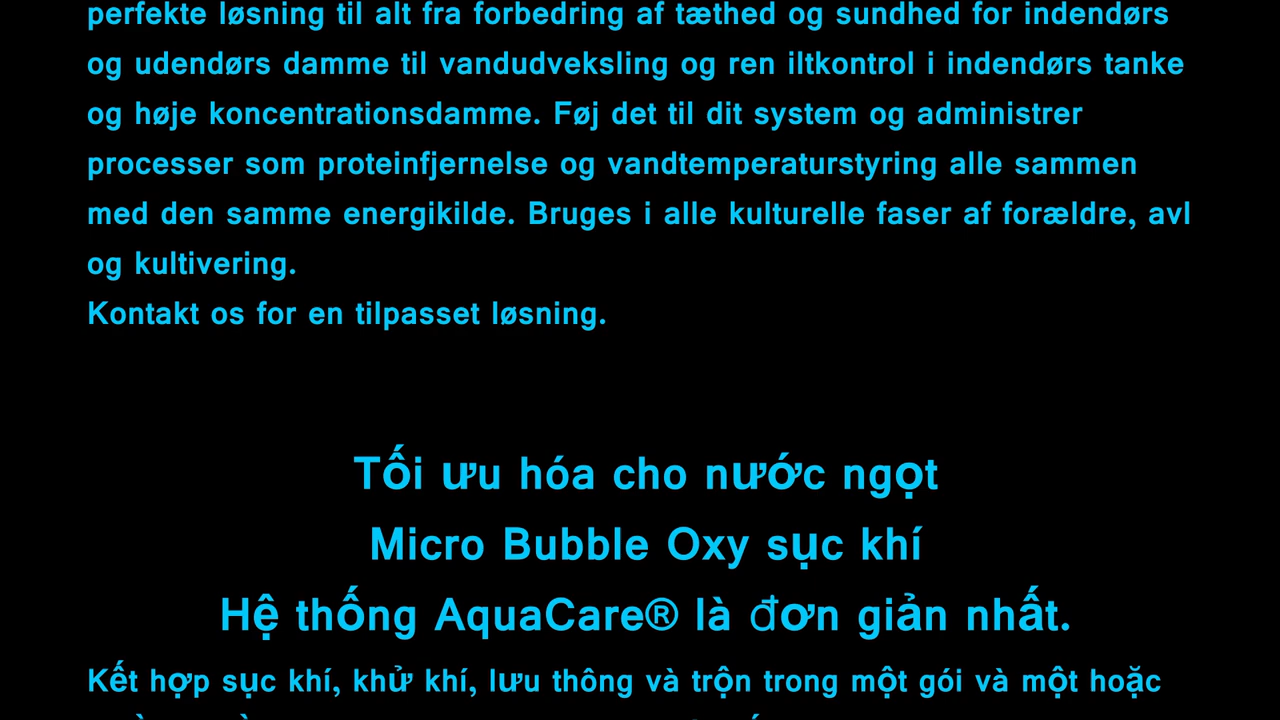 perfekte løsning til alt fra forbedring af tæthed og sundhed for indendørs
og udendørs damme til vandudveksling og ren iltkontrol i indendørs tanke
og høje koncentrationsdamme. Føj det til dit system og administrer
processer som proteinfjernelse og vandtemperaturstyring alle sammen
med den samme energikilde. Bruges i alle kulturelle faser af forældre, avl
og kultivering.
Kontakt os for en tilpasset løsning.
Tối ưu hóa cho nước ngọt
Micro Bubble Oxy sục khí
Hệ thống AquaCare® là đơn giản nhất.
Kết hợp sục khí, khử khí, lưu thông và trộn trong một gói và một hoặc